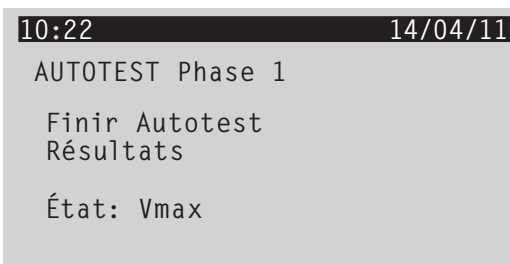 10:22 14/04/11
AUTOTEST Phase 1
Finir Autotest
Résultats
État: Vmax